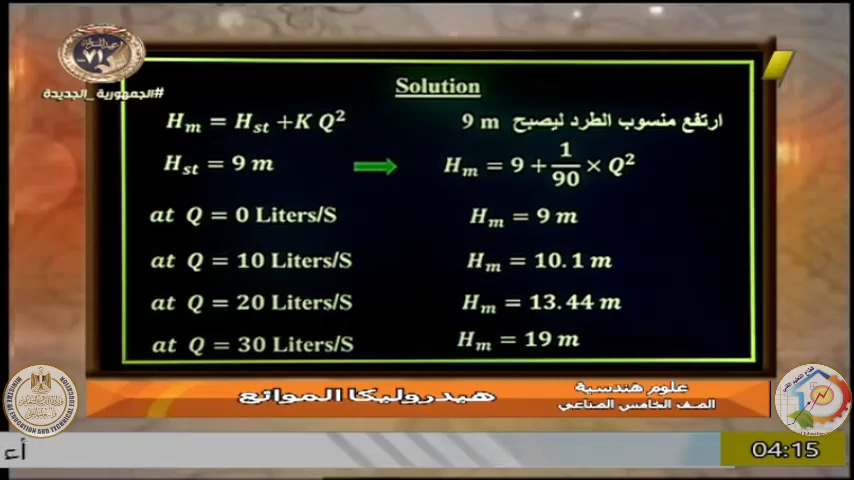 ٧١
#الجمهورية_الجديدة
Solution
Hₘ = Hₛₜ + K Q²
ارتفع منسوب الطرد ليصبح 9 m
Hₛₜ = 9 m
Hₘ = 9 + 1/90 × Q²
at Q = 0 Liters/S
Hₘ = 9 m
at Q = 10 Liters/S
Hₘ = 10.1 m
at Q = 20 Liters/S
Hₘ = 13.44 m
at Q = 30 Liters/S
Hₘ = 19 m
علوم هندسية
الصف الخامس الصناعي
هيدروليكا الموائع
أع
04:15